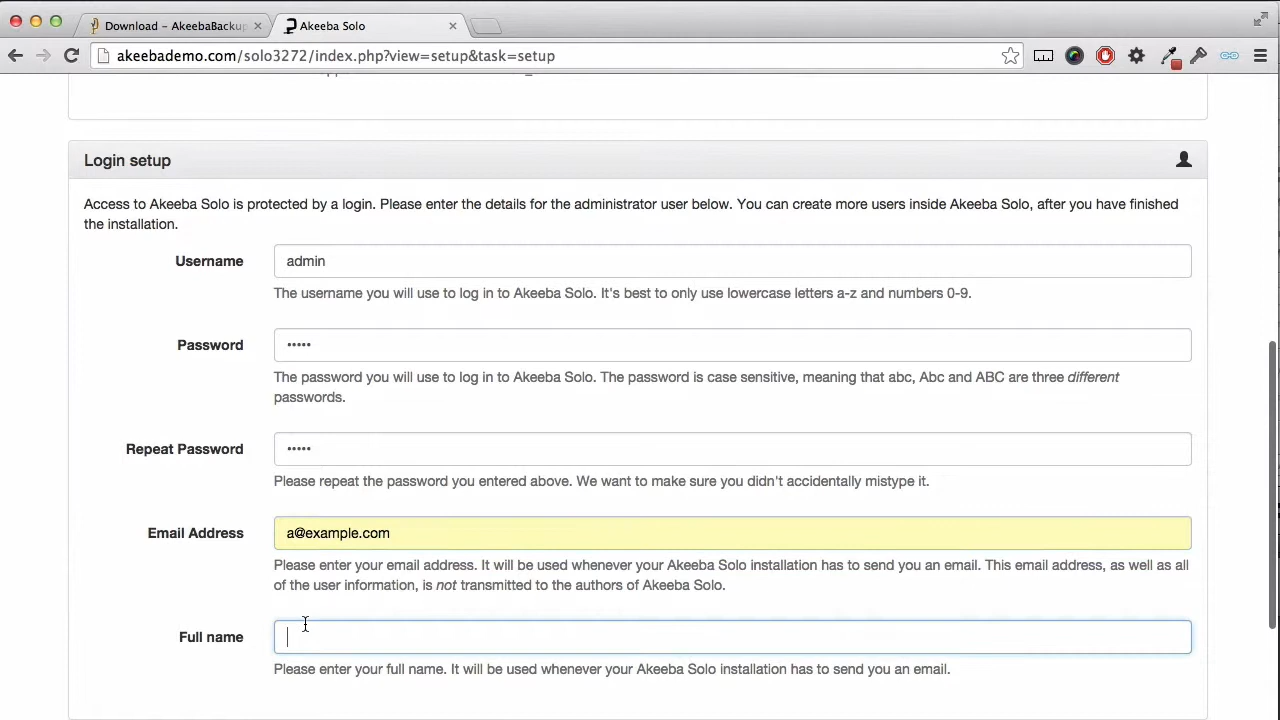 Download – AkeebaBackup
Akeeba Solo
akeebademo.com/solo3272/index.php?view=setup&task=setup
Login setup
Access to Akeeba Solo is protected by a login. Please enter the details for the administrator user below. You can create more users inside Akeeba Solo, after you have finished
the installation.
Username
admin
The username you will use to log in to Akeeba Solo. It's best to only use lowercase letters a-z and numbers 0-9.
Password
•••••
The password you will use to log in to Akeeba Solo. The password is case sensitive, meaning that abc, Abc and ABC are three different
passwords.
Repeat Password
•••••
Please repeat the password you entered above. We want to make sure you didn't accidentally mistype it.
Email Address
a@example.com
Please enter your email address. It will be used whenever your Akeeba Solo installation has to send you an email. This email address, as well as all
of the user information, is not transmitted to the authors of Akeeba Solo.
Full name
Please enter your full name. It will be used whenever your Akeeba Solo installation has to send you an email.